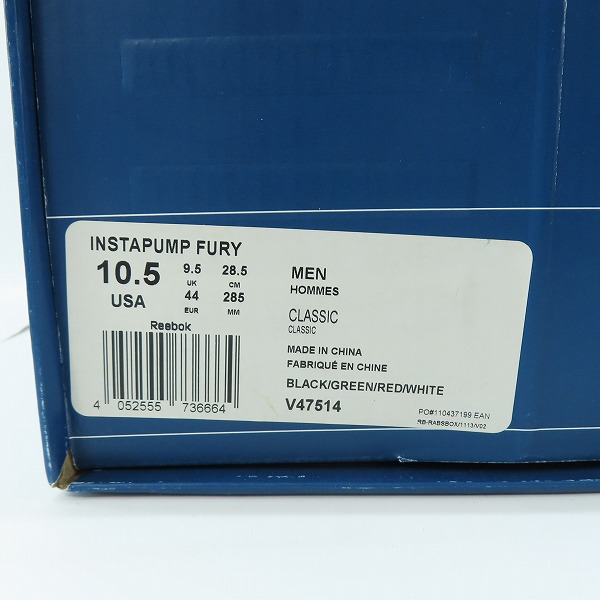 INSTAPUMP FURY
10.5 9.5 28.5
UK CM
USA 44 285
EUR MM
Reebok
4 052555 736664
MEN
HOMMES
CLASSIC
CLASSIC
MADE IN CHINA
FABRIQUÉ EN CHINE
BLACK/GREEN/RED/WHITE
V47514
PO#110437199 EAN
RB-RABSBOX/1113/V02